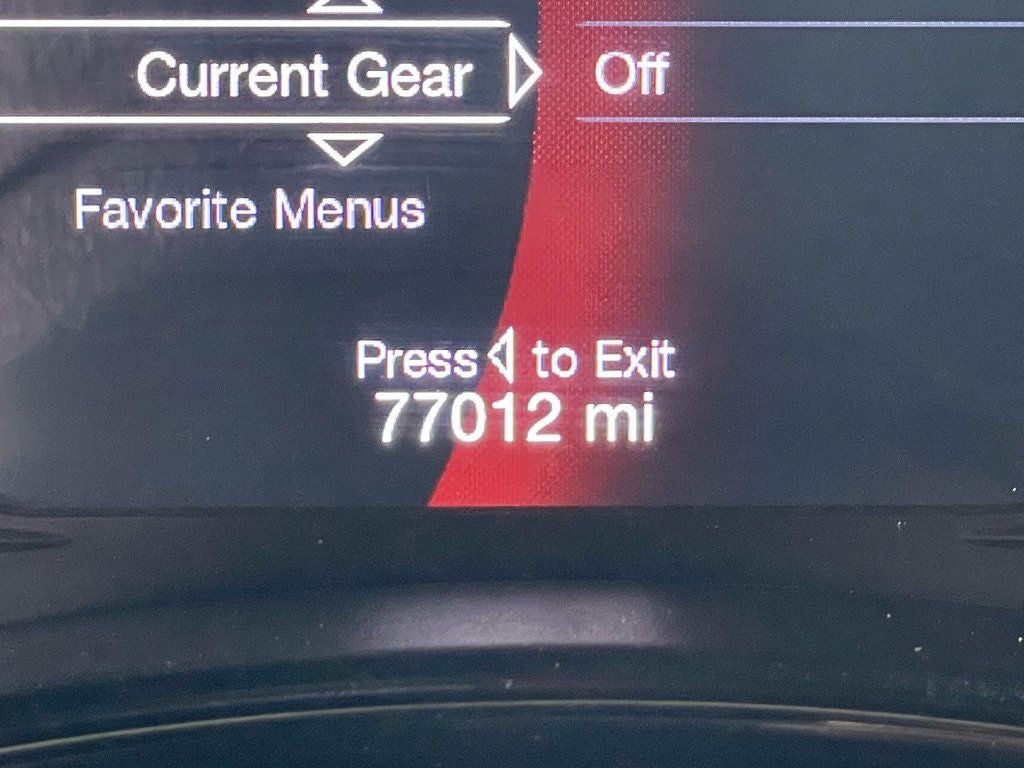 Current Gear Off
Favorite Menus
Press to Exit
77012 mi